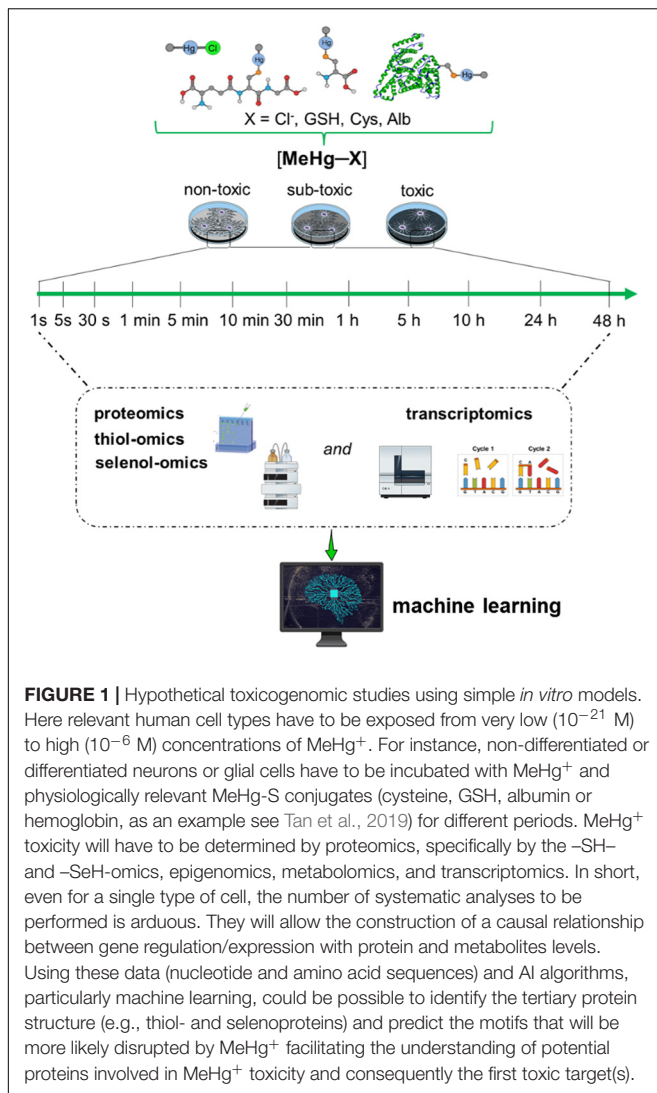 Hg Cl
Hg
Hg
Hg
X = Cl⁻, GSH, Cys, Alb
[MeHg–X]
non-toxic sub-toxic toxic
1s 5s 30 s 1 min 5 min 10 min 30 min 1 h 5 h 10 h 24 h 48 h
proteomics
thiol-omics
selenol-omics
and
transcriptomics
Cycle 1 Cycle 2
machine learning
FIGURE 1 | Hypothetical toxicogenomic studies using simple in vitro models.
Here relevant human cell types have to be exposed from very low (10⁻²¹ M)
to high (10⁻⁶ M) concentrations of MeHg⁺. For instance, non-differentiated or
differentiated neurons or glial cells have to be incubated with MeHg⁺ and
physiologically relevant MeHg-S conjugates (cysteine, GSH, albumin or
hemoglobin, as an example see Tan et al., 2019) for different periods. MeHg⁺
toxicity will have to be determined by proteomics, specifically by the –SH–
and –SeH-omics, epigenomics, metabolomics, and transcriptomics. In short,
even for a single type of cell, the number of systematic analyses to be
performed is arduous. They will allow the construction of a causal relationship
between gene regulation/expression with protein and metabolites levels.
Using these data (nucleotide and amino acid sequences) and AI algorithms,
particularly machine learning, could be possible to identify the tertiary protein
structure (e.g., thiol- and selenoproteins) and predict the motifs that will be
more likely disrupted by MeHg⁺ facilitating the understanding of potential
proteins involved in MeHg⁺ toxicity and consequently the first toxic target(s).